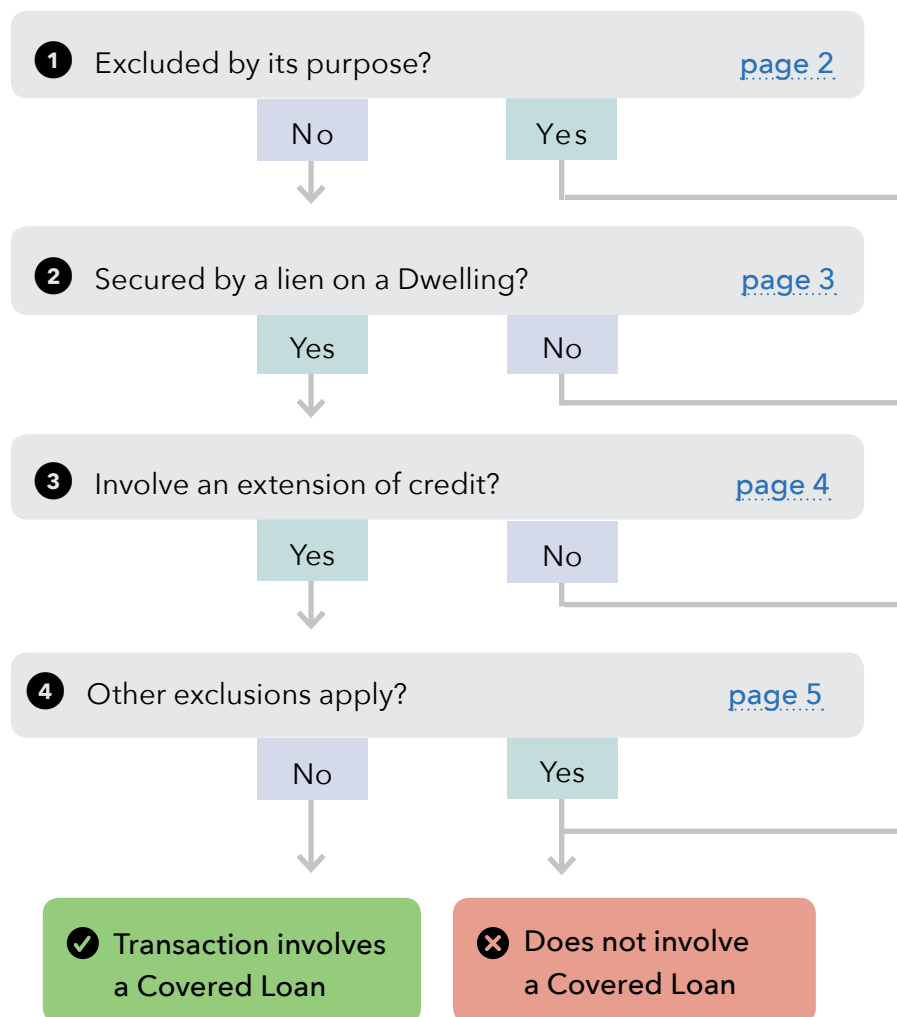 1 Excluded by its purpose? page 2
No Yes
2 Secured by a lien on a Dwelling? page 3
Yes No
3 Involve an extension of credit? page 4
Yes No
4 Other exclusions apply? page 5
No Yes
Transaction involves
a Covered Loan
Does not involve
a Covered Loan